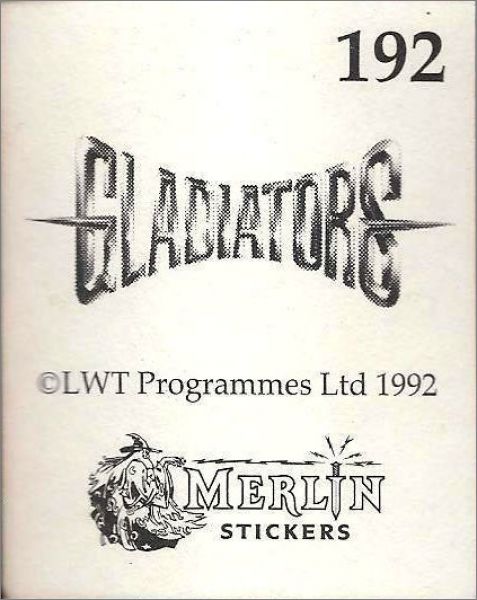 192
GLADIATORS
©LWT Programmes Ltd 1992
MERLIN
STICKERS